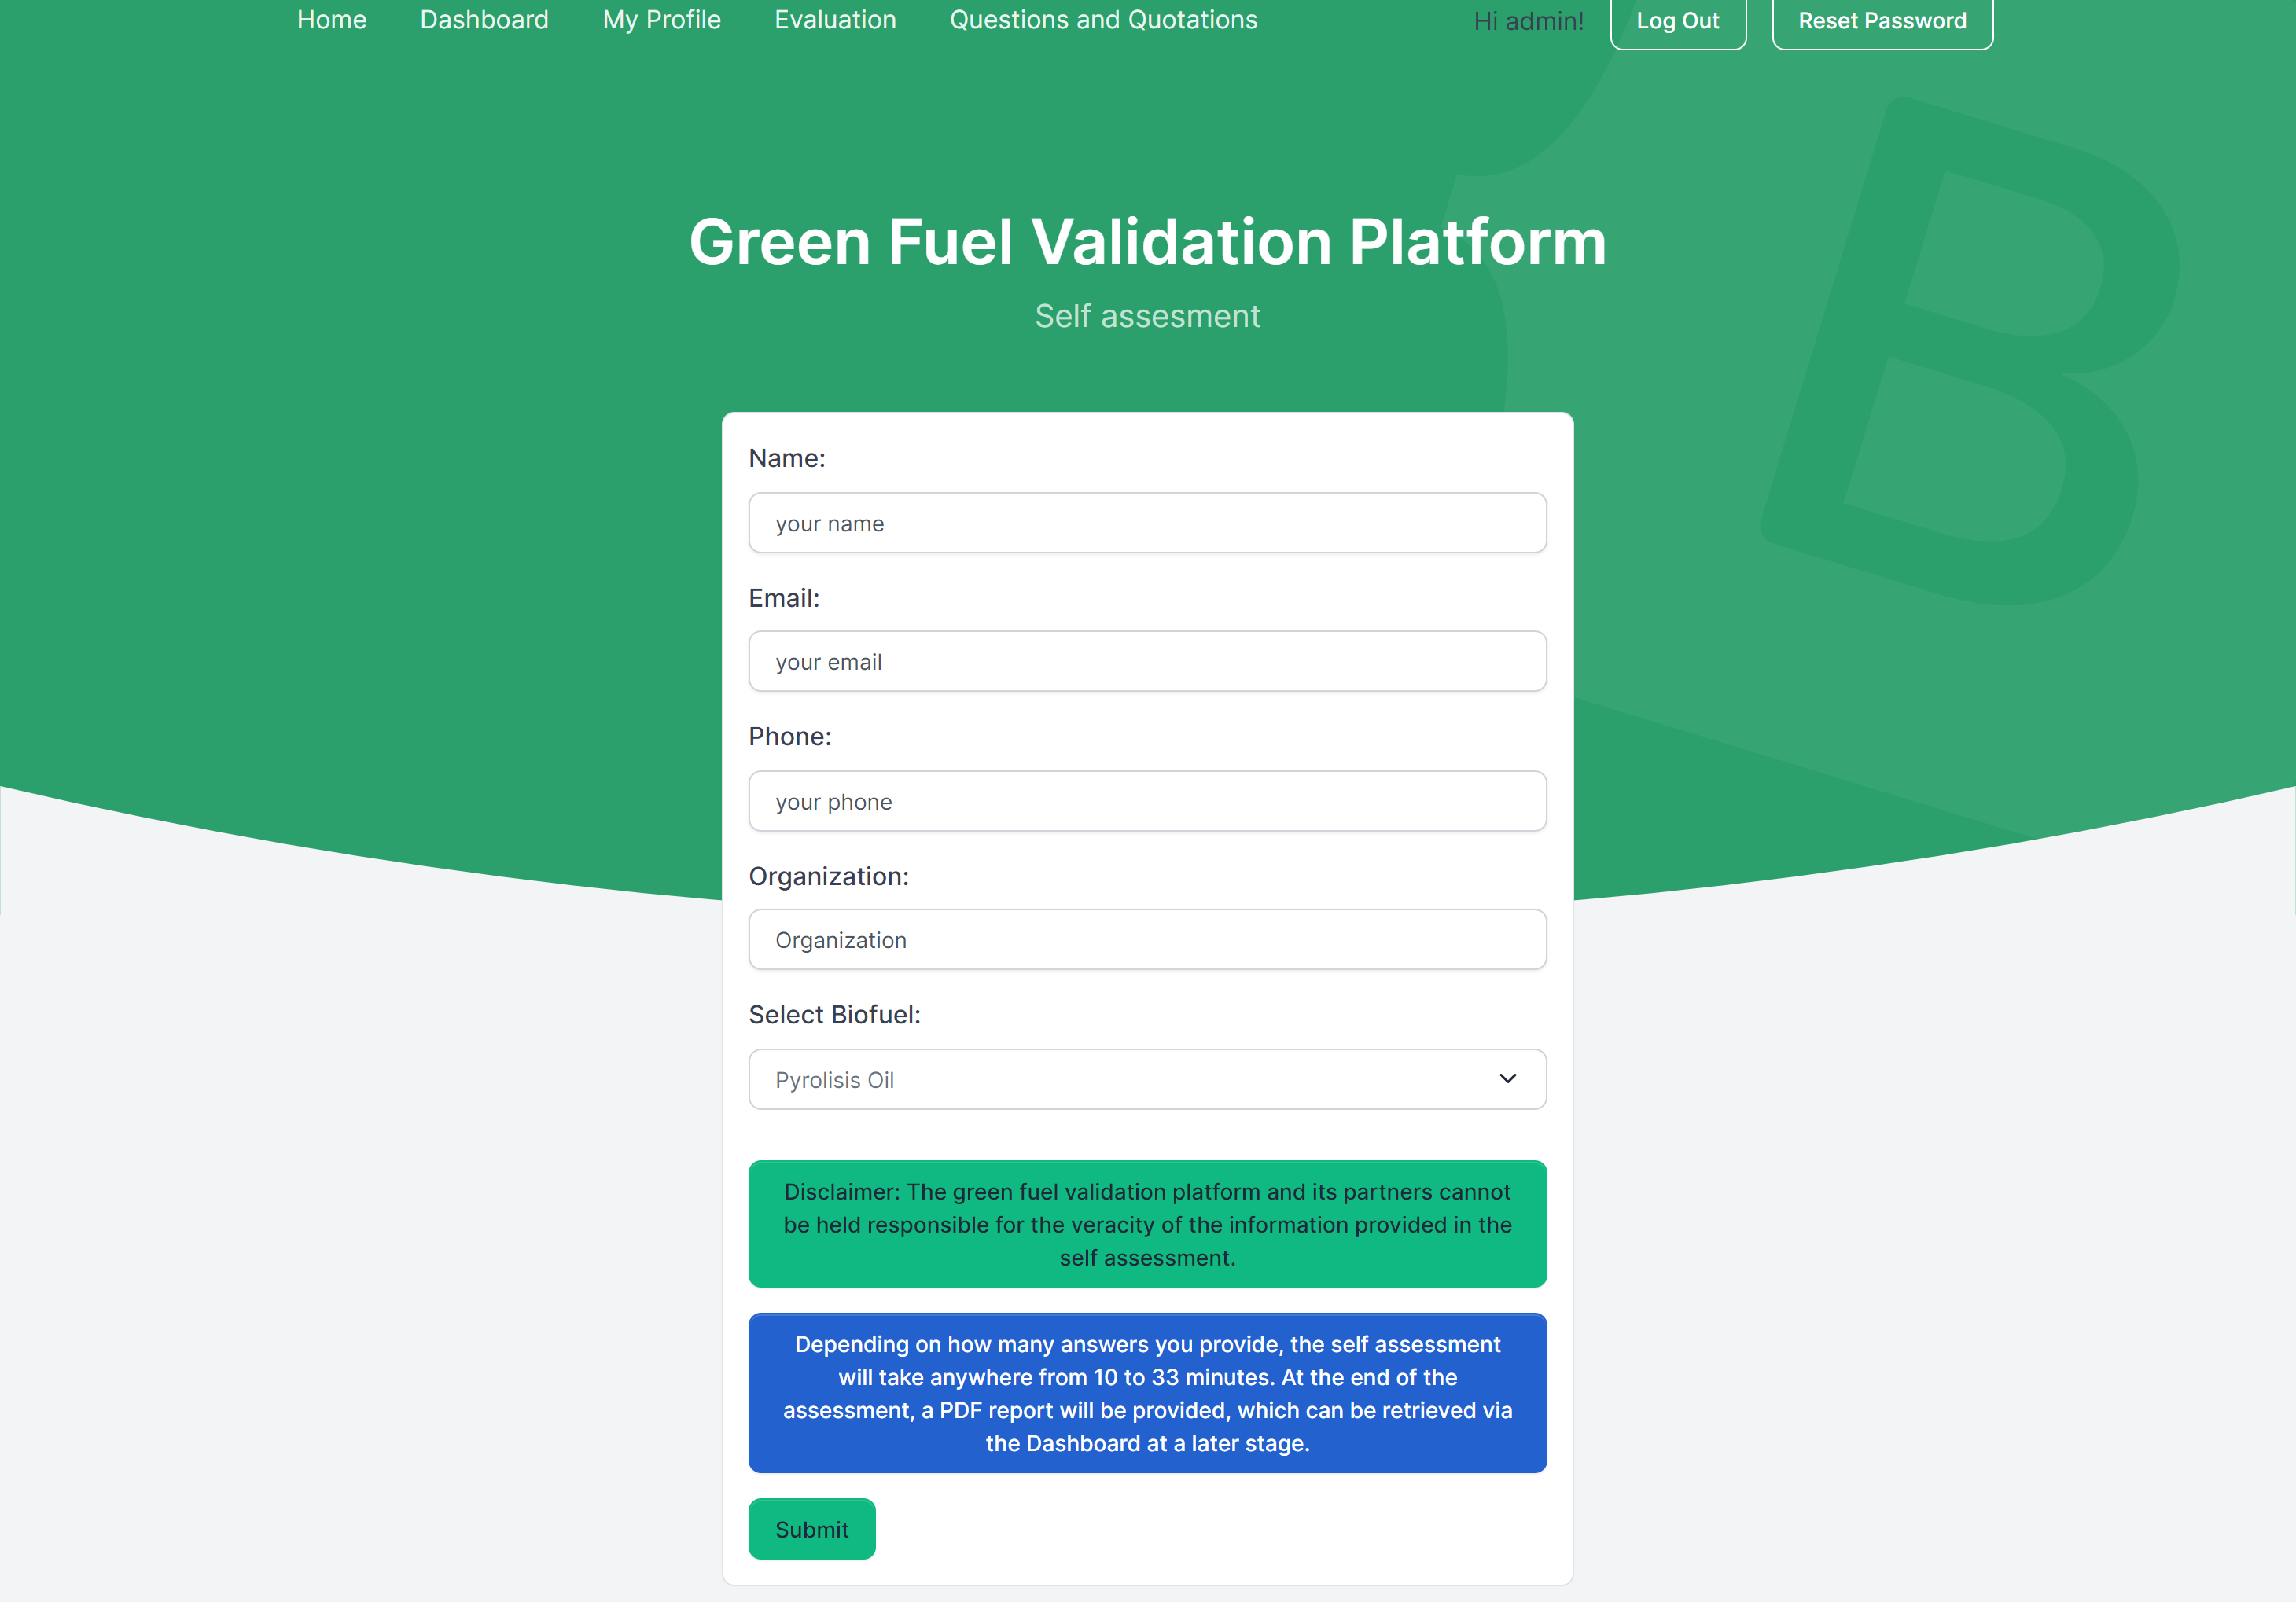 Home Dashboard My Profile Evaluation Questions and Quotations Hi admin! Log Out Reset Password
Green Fuel Validation Platform
Self assesment
B
Name:
your name
Email:
your email
Phone:
your phone
Organization:
Organization
Select Biofuel:
Pyrolisis Oil
Disclaimer: The green fuel validation platform and its partners cannot
be held responsible for the veracity of the information provided in the
self assessment.
Depending on how many answers you provide, the self assessment
will take anywhere from 10 to 33 minutes. At the end of the
assessment, a PDF report will be provided, which can be retrieved via
the Dashboard at a later stage.
Submit